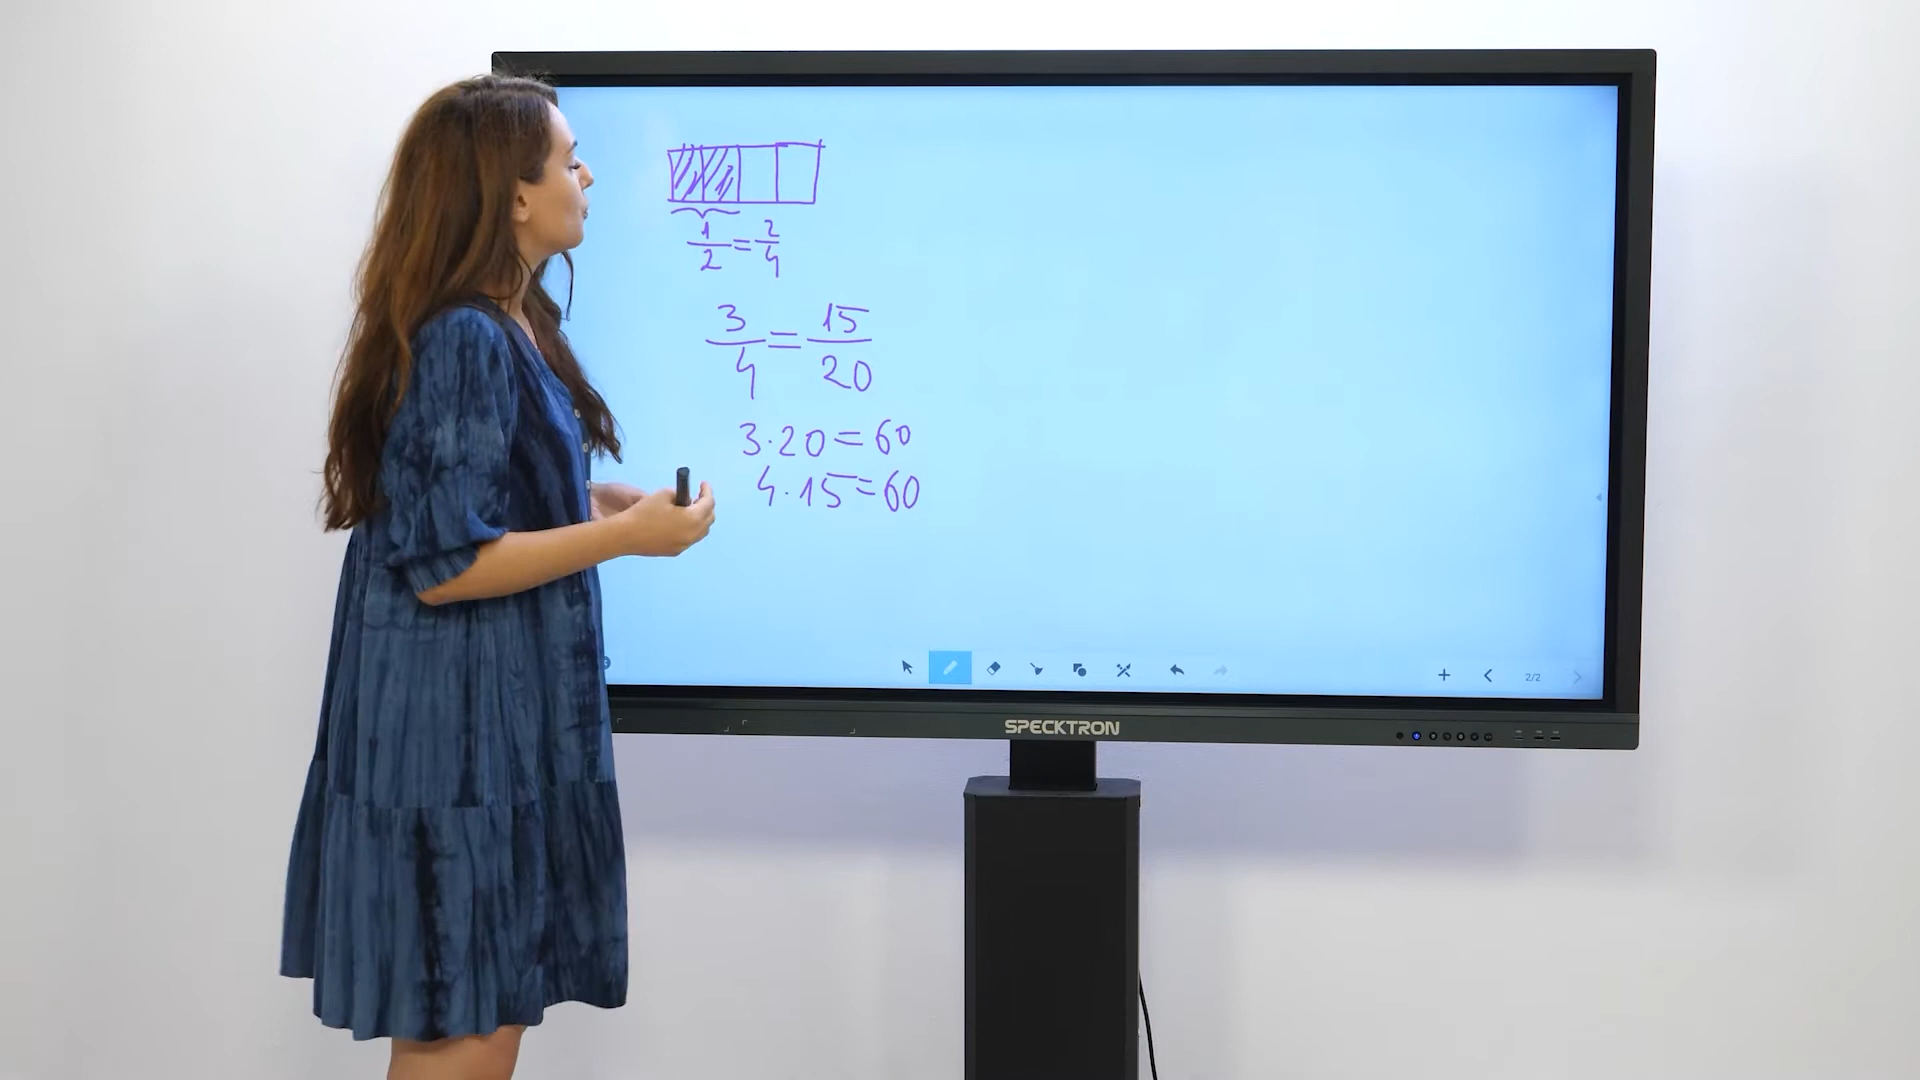 1/2 = 2/4
3/4 = 15/20
3·20=60
4·15=60
2/2
SPECKTRON